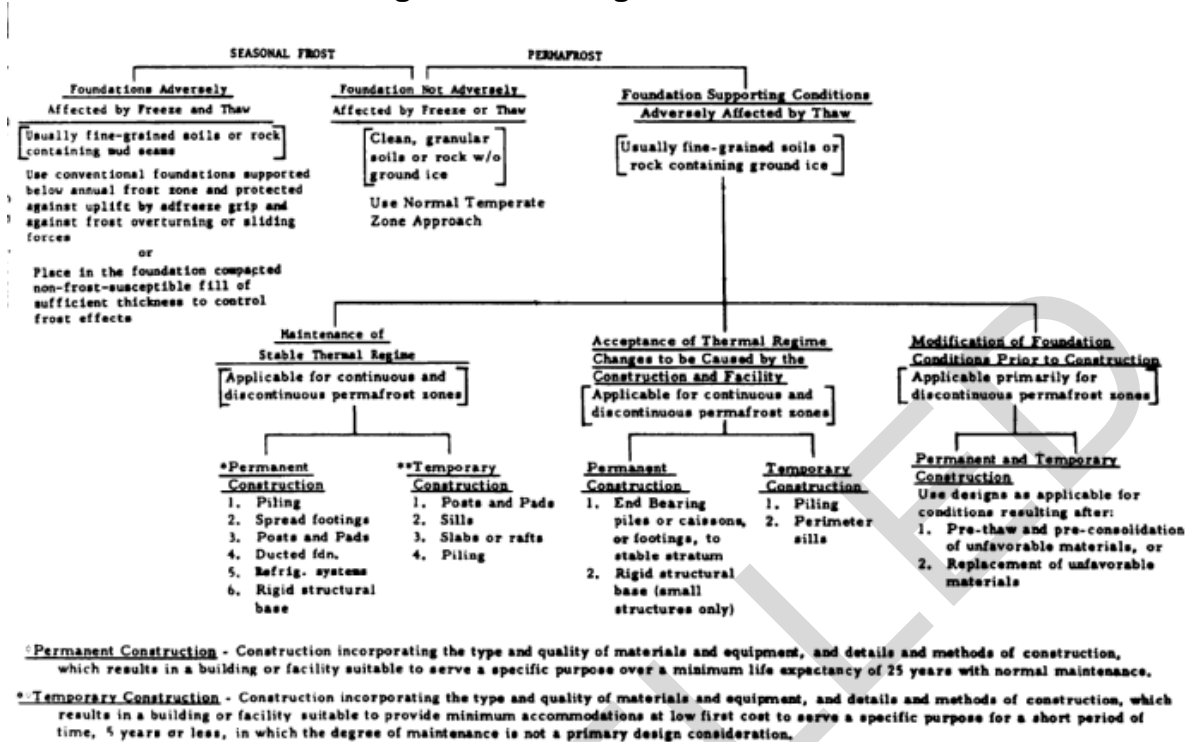 SEASONAL FROST
PERMAFROST
Foundations Adversely
Affected by Freeze and Thaw
Usually fine-grained soils or rock
containing mud seams
Use conventional foundations supported
below annual frost zone and protected
against uplift by adfreeze grip and
against frost overturning or sliding
forces
or
Place in the foundation compacted
non-frost-susceptible fill of
sufficient thickness to control
frost effects
Foundation Not Adversely
Affected by Freeze or Thaw
Clean, granular
soils or rock w/o
ground ice
Use Normal Temperate
Zone Approach
Foundation Supporting Conditions
Adversely Affected by Thaw
Usually fine-grained soils or
rock containing ground ice
Maintenance of
Stable Thermal Regime
Applicable for continuous and
discontinuous permafrost zones
*Permanent
Construction
1. Piling
2. Spread footings
3. Posts and Pads
4. Ducted fdn.
5. Refrig. systems
6. Rigid structural
base
**Temporary
Construction
1. Posts and Pads
2. Sills
3. Slabs or rafts
4. Piling
Acceptance of Thermal Regime
Changes to be Caused by the
Construction and Facility
Applicable for continuous and
discontinuous permafrost zones
Permanent
Construction
1. End Bearing
piles or caissons,
or footings, to
stable stratum
2. Rigid structural
base (small
structures only)
Temporary
Construction
1. Piling
2. Perimeter
sills
Modification of Foundation
Conditions Prior to Construction
Applicable primarily for
discontinuous permafrost zones
Permanent and Temporary
Construction
Use designs as applicable for
conditions resulting after:
1. Pre-thaw and pre-consolidation
of unfavorable materials, or
2. Replacement of unfavorable
materials
*Permanent Construction - Construction incorporating the type and quality of materials and equipment, and details and methods of construction,
which results in a building or facility suitable to serve a specific purpose over a minimum life expectancy of 25 years with normal maintenance.
**Temporary Construction - Construction incorporating the type and quality of materials and equipment, and details and methods of construction, which
results in a building or facility suitable to provide minimum accommodations at low first cost to serve a specific purpose for a short period of
time, 5 years or less, in which the degree of maintenance is not a primary design consideration.